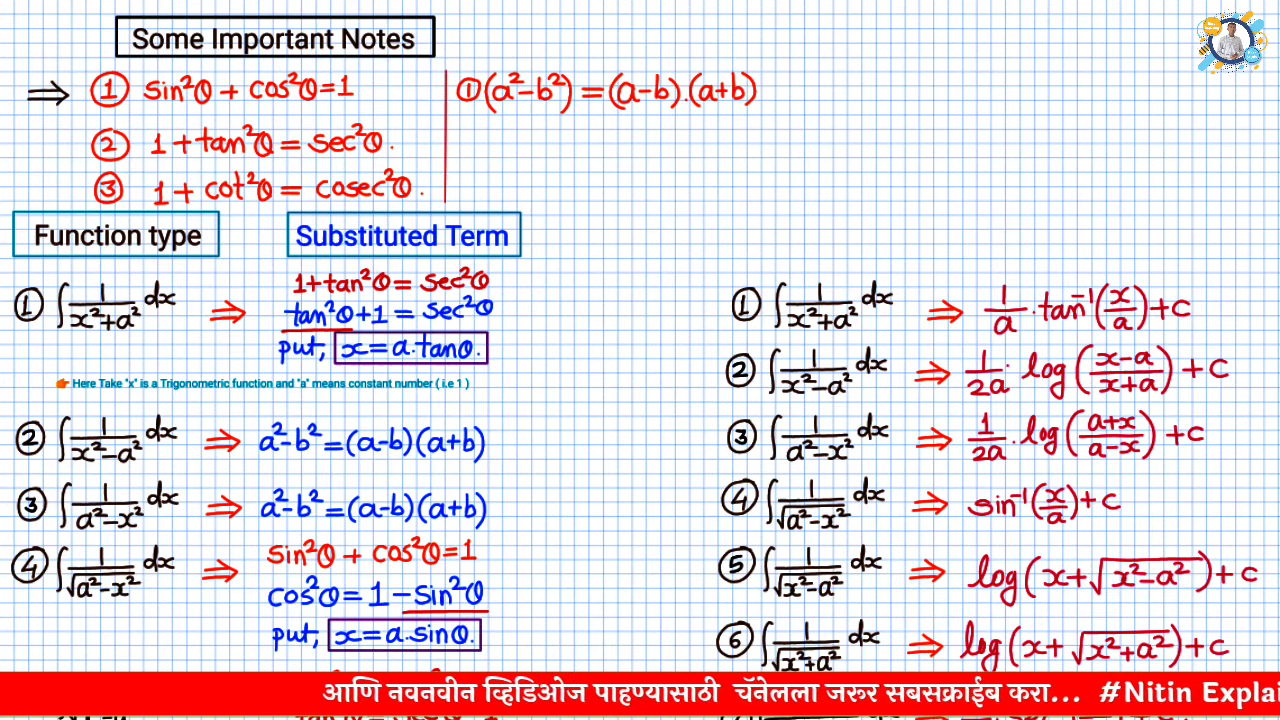 Some Important Notes
⇒ ① sin²θ + cos²θ=1
② 1+tan²θ = sec²θ.
③ 1+ cot²θ = cosec²θ.
①(a²-b²) = (a-b).(a+b)
Function type
Substituted Term
① ∫ 1/(x²+a²) dx ⇒ 1+tan²θ = sec²θ
tan²θ+1 = sec²θ
put, x=a.tanθ.
👉 Here Take "x" is a Trigonometric function and "a" means constant number ( i.e 1 )
② ∫ 1/(x²-a²) dx ⇒ a²-b²=(a-b)(a+b)
③ ∫ 1/(a²-x²) dx ⇒ a²-b²=(a-b)(a+b)
④ ∫ 1/√(a²-x²) dx ⇒ sin²θ + cos²θ=1
cos²θ = 1-sin²θ
put, x=a.sinθ.
① ∫ 1/(x²+a²) dx ⇒ 1/a . tan⁻¹(x/a)+c
② ∫ 1/(x²-a²) dx ⇒ 1/2a . log((x-a)/(x+a)) + c
③ ∫ 1/(a²-x²) dx ⇒ 1/2a . log((a+x)/(a-x)) +c
④ ∫ 1/√(a²-x²) dx ⇒ sin⁻¹(x/a)+c
⑤ ∫ 1/√(x²-a²) dx ⇒ log(x+√(x²-a²))+c
⑥ ∫ 1/√(x²+a²) dx ⇒ log(x+√(x²+a²))+c
आणि नवनवीन व्हिडिओज पाहण्यासाठी चॅनेलला जरूर सबसक्राईब करा... #Nitin Explai